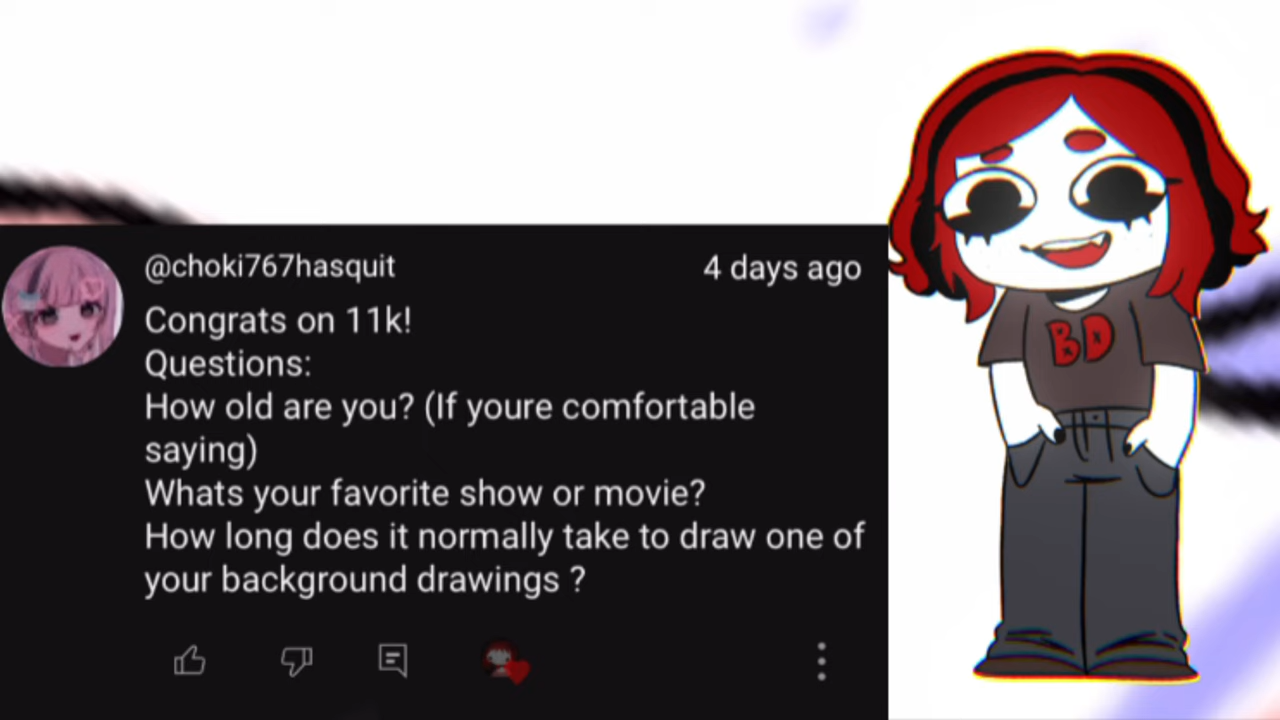 @choki767hasquit
4 days ago
Congrats on 11k!
Questions:
How old are you? (If youre comfortable
saying)
Whats your favorite show or movie?
How long does it normally take to draw one of
your background drawings ?
BD